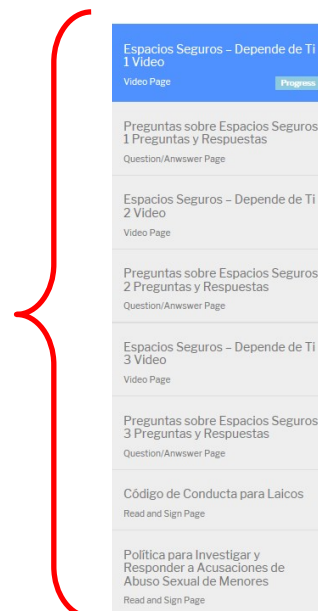 Espacios Seguros – Depende de Ti
1 Video
Video Page
Progress
Preguntas sobre Espacios Seguros
1 Preguntas y Respuestas
Question/Anwswer Page
Espacios Seguros – Depende de Ti
2 Video
Video Page
Preguntas sobre Espacios Seguros
2 Preguntas y Respuestas
Question/Anwswer Page
Espacios Seguros – Depende de Ti
3 Video
Video Page
Preguntas sobre Espacios Seguros
3 Preguntas y Respuestas
Question/Anwswer Page
Código de Conducta para Laicos
Read and Sign Page
Política para Investigar y
Responder a Acusaciones de
Abuso Sexual de Menores
Read and Sign Page